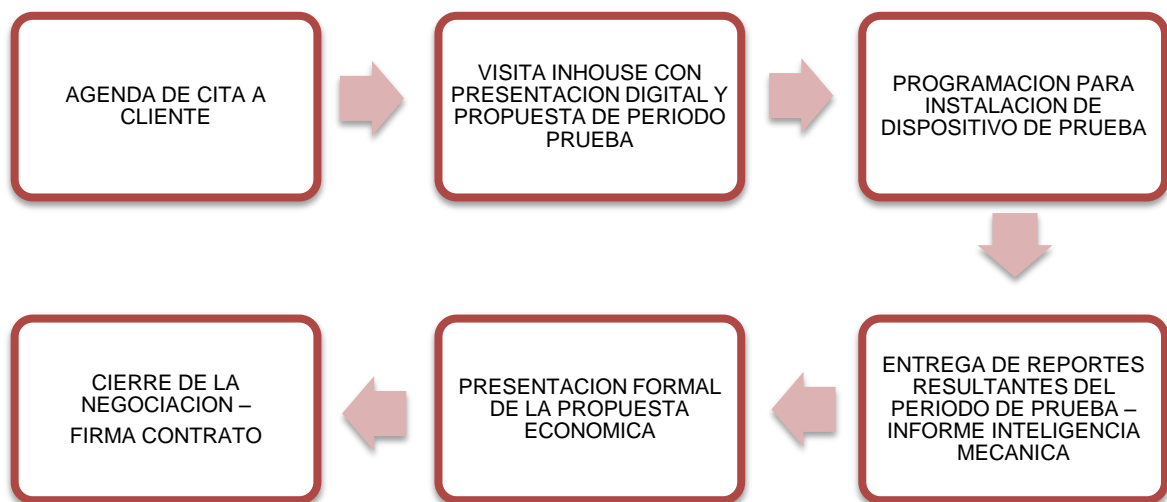 AGENDA DE CITA A
CLIENTE
VISITA INHOUSE CON
PRESENTACION DIGITAL Y
PROPUESTA DE PERIODO
PRUEBA
PROGRAMACION PARA
INSTALACION DE
DISPOSITIVO DE PRUEBA
ENTREGA DE REPORTES
RESULTANTES DEL
PERIODO DE PRUEBA –
INFORME INTELIGENCIA
MECANICA
PRESENTACION FORMAL
DE LA PROPUESTA
ECONOMICA
CIERRE DE LA
NEGOCIACION –
FIRMA CONTRATO